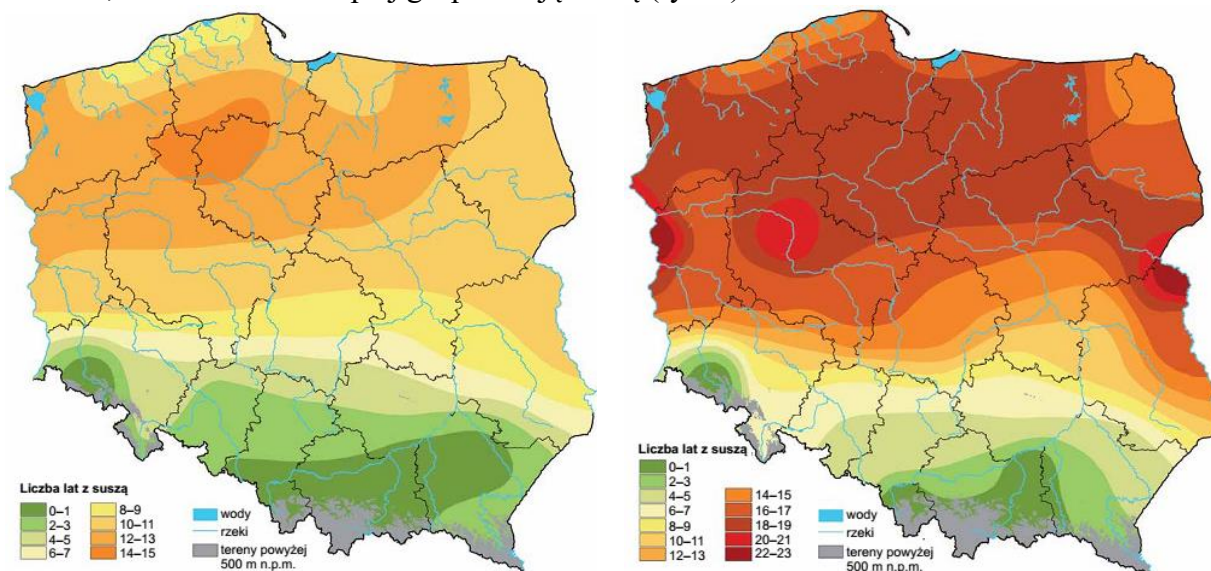 Liczba lat z suszą
0–1
2–3
4–5
6–7
8–9
10–11
12–13
14–15
wody
rzeki
tereny powyżej
500 m n.p.m.
Liczba lat z suszą
0–1
2–3
4–5
6–7
8–9
10–11
12–13
14–15
16–17
18–19
20–21
22–23
wody
rzeki
tereny powyżej
500 m n.p.m.